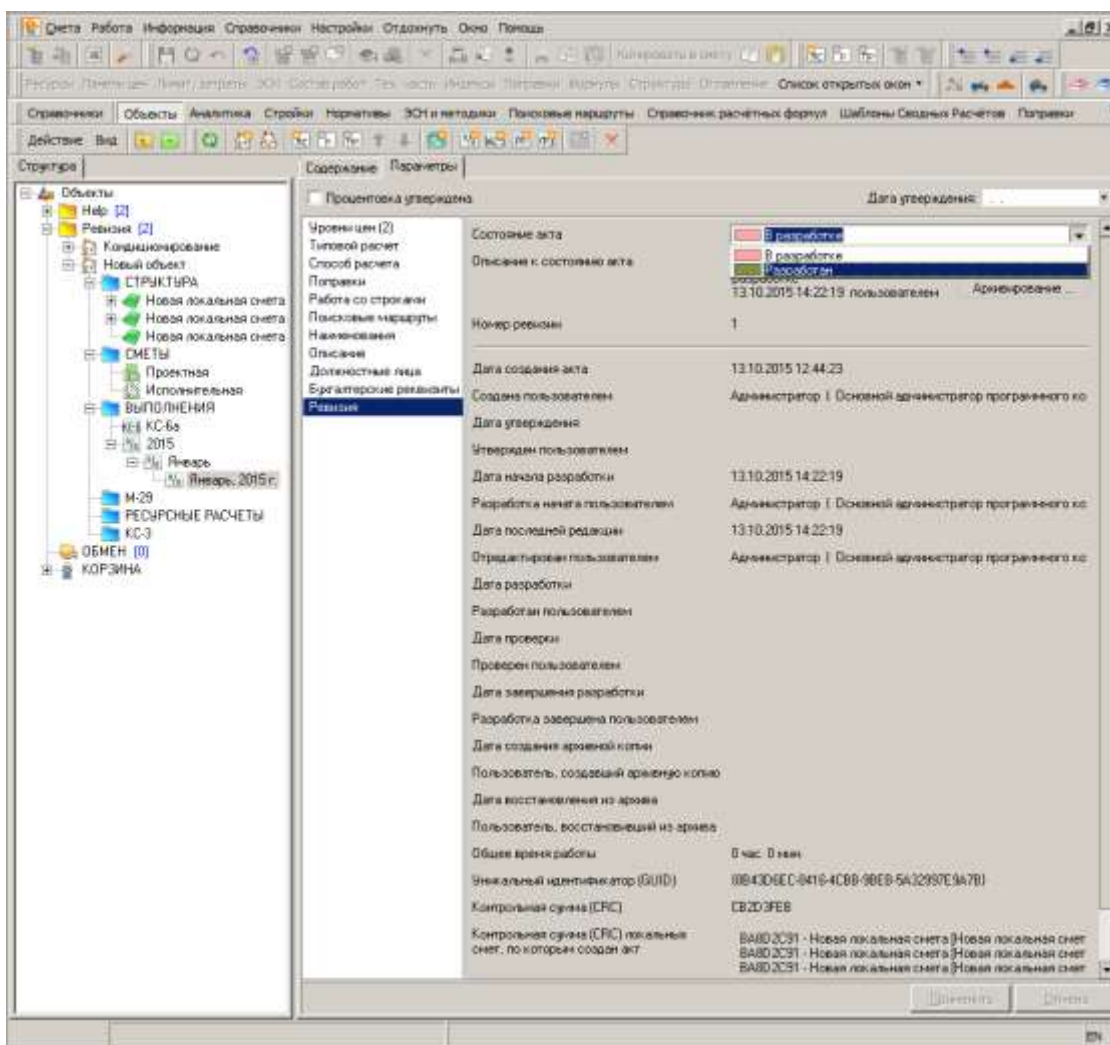 Смета Работа Информация Справочники Настройки Отдохнуть Окно Помощь
Копировать в смету
Список открытых окон
Справочники Объекты Аналитика Стройки Нормативы ЭСН и методики Поисковые маршруты Справочник расчётных формул Шаблоны Сводных Расчётов Поправки
Действие Вид
Структура
Содержание Параметры
Объекты
Help [2]
Ревизия [2]
Кондиционирование
Новый объект
СТРУКТУРА
Новая локальная смета
Новая локальная смета
Новая локальная смета
СМЕТЫ
Проектная
Исполнительная
ВЫПОЛНЕНИЯ
КС-6а
2015
Январь
Январь, 2015 г.
М-29
РЕСУРСНЫЕ РАСЧЕТЫ
КС-3
ОБМЕН [0]
КОРЗИНА
Процентовка утверждена
Дата утверждения:
Уровни цен (2)
Типовой расчет
Способ расчета
Поправки
Работа со строками
Поисковые маршруты
Наименования
Описание
Должностные лица
Бухгалтерские реквизиты
Ревизия
Состояние акта
В разработке
В разработке
Разработан
Описание к состоянию акта
разработке
13.10.2015 14:22:19 пользователем
Архивирование ...
Номер ревизии 1
Дата создания акта 13.10.2015 12:44:23
Создана пользователем Администратор 1 Основной администратор программного ко
Дата утверждения
Утвержден пользователем
Дата начала разработки 13.10.2015 14:22:19
Разработка начата пользователем Администратор 1 Основной администратор программного ко
Дата последней редакции 13.10.2015 14:22:19
Отредактирован пользователем Администратор 1 Основной администратор программного ко
Дата разработки
Разработан пользователем
Дата проверки
Проверен пользователем
Дата завершения разработки
Разработка завершена пользователем
Дата создания архивной копии
Пользователь, создавший архивную копию
Дата восстановления из архива
Пользователь, восстановивший из архива
Общее время работы 0 час. 0 мин
Уникальный идентификатор (GUID)
Контрольная сумма (CRC) CB2D3FEB
Контрольная сумма (CRC) локальных смет, по которым создан акт
BA8D2C91 - Новая локальная смета [Новая локальная смет
BA8D2C91 - Новая локальная смета [Новая локальная смет
BA8D2C91 - Новая локальная смета [Новая локальная смет
Применить Отмена
EN